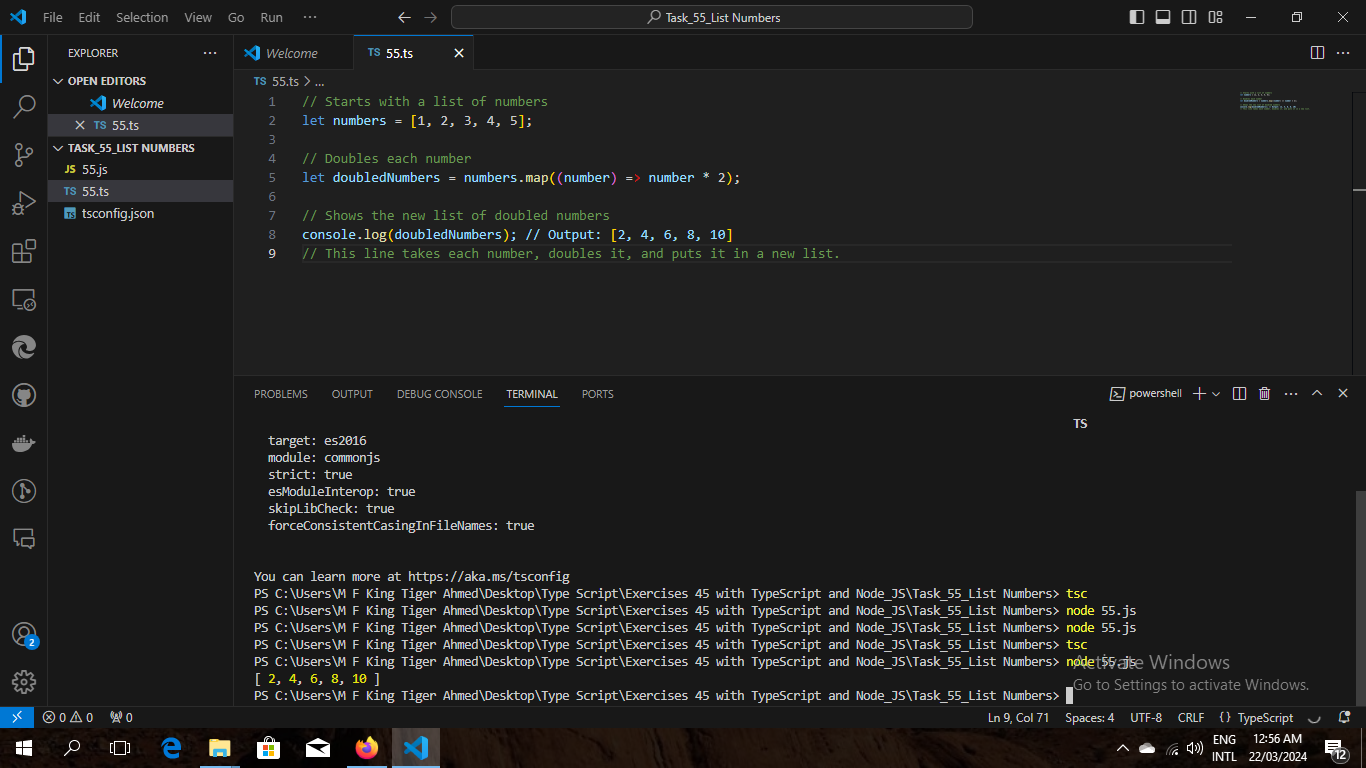 File Edit Selection View Go Run ··· Task_55_List Numbers
EXPLORER
OPEN EDITORS
Welcome
TS 55.ts
TASK_55_LIST NUMBERS
JS 55.js
TS 55.ts
TS tsconfig.json
Welcome
TS 55.ts
TS 55.ts > ...
1 // Starts with a list of numbers
2 let numbers = [1, 2, 3, 4, 5];
3
4 // Doubles each number
5 let doubledNumbers = numbers.map((number) => number * 2);
6
7 // Shows the new list of doubled numbers
8 console.log(doubledNumbers); // Output: [2, 4, 6, 8, 10]
9 // This line takes each number, doubles it, and puts it in a new list.
PROBLEMS OUTPUT DEBUG CONSOLE TERMINAL PORTS powershell
TS
target: es2016
module: commonjs
strict: true
esModuleInterop: true
skipLibCheck: true
forceConsistentCasingInFileNames: true
You can learn more at https://aka.ms/tsconfig
PS C:\Users\M F King Tiger Ahmed\Desktop\Type Script\Exercises 45 with TypeScript and Node_JS\Task_55_List Numbers> tsc
PS C:\Users\M F King Tiger Ahmed\Desktop\Type Script\Exercises 45 with TypeScript and Node_JS\Task_55_List Numbers> node 55.js
PS C:\Users\M F King Tiger Ahmed\Desktop\Type Script\Exercises 45 with TypeScript and Node_JS\Task_55_List Numbers> node 55.js
PS C:\Users\M F King Tiger Ahmed\Desktop\Type Script\Exercises 45 with TypeScript and Node_JS\Task_55_List Numbers> tsc
PS C:\Users\M F King Tiger Ahmed\Desktop\Type Script\Exercises 45 with TypeScript and Node_JS\Task_55_List Numbers> node 55.js
[ 2, 4, 6, 8, 10 ]
PS C:\Users\M F King Tiger Ahmed\Desktop\Type Script\Exercises 45 with TypeScript and Node_JS\Task_55_List Numbers>
Activate Windows
Go to Settings to activate Windows.
2
0 0 0 Ln 9, Col 71 Spaces: 4 UTF-8 CRLF {} TypeScript
ENG
INTL
12:56 AM
22/03/2024
12